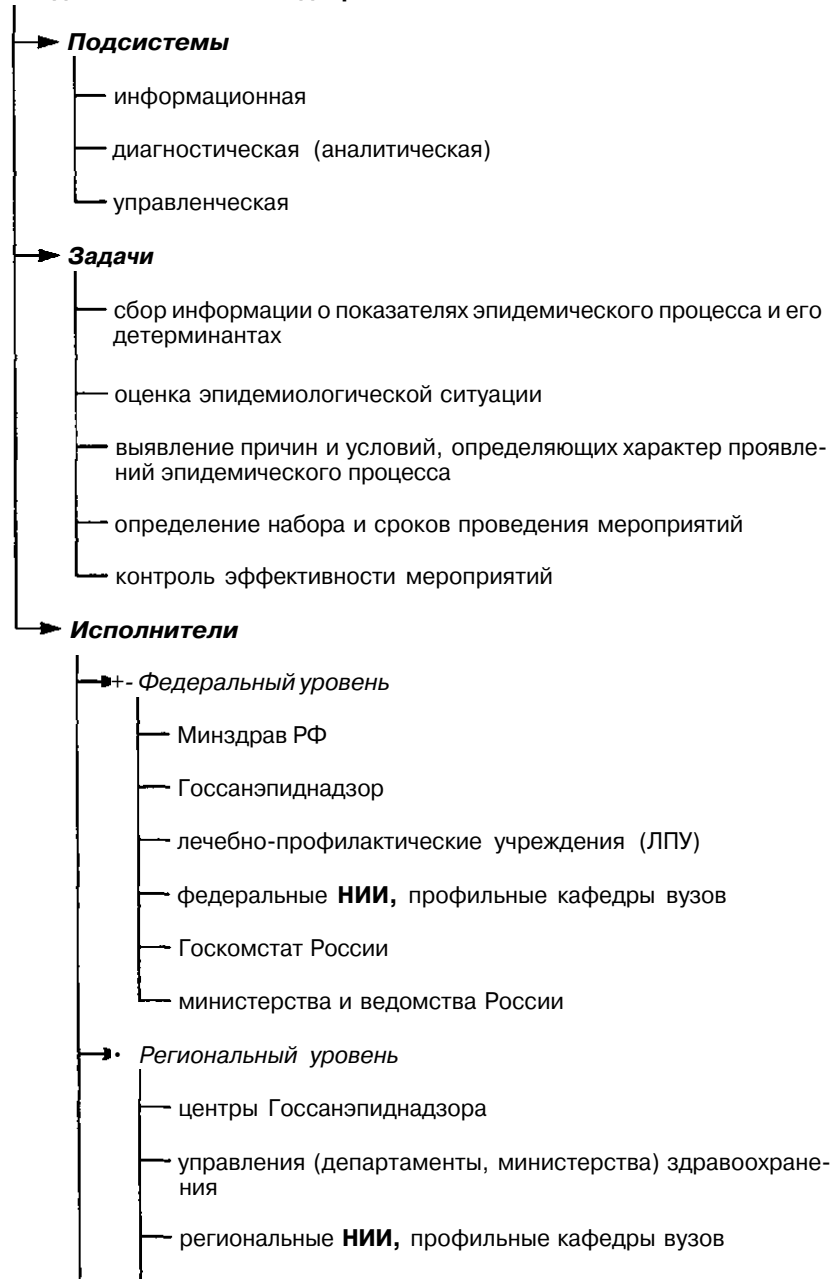 Подсистемы
информационная
диагностическая (аналитическая)
управленческая
Задачи
сбор информации о показателях эпидемического процесса и его
детерминантах
оценка эпидемиологической ситуации
выявление причин и условий, определяющих характер проявле-
ний эпидемического процесса
определение набора и сроков проведения мероприятий
контроль эффективности мероприятий
Исполнители
+- Федеральный уровень
Минздрав РФ
Госсанэпиднадзор
лечебно-профилактические учреждения (ЛПУ)
федеральные НИИ, профильные кафедры вузов
Госкомстат России
министерства и ведомства России
Региональный уровень
центры Госсанэпиднадзора
управления (департаменты, министерства) здравоохране-
ния
региональные НИИ, профильные кафедры вузов